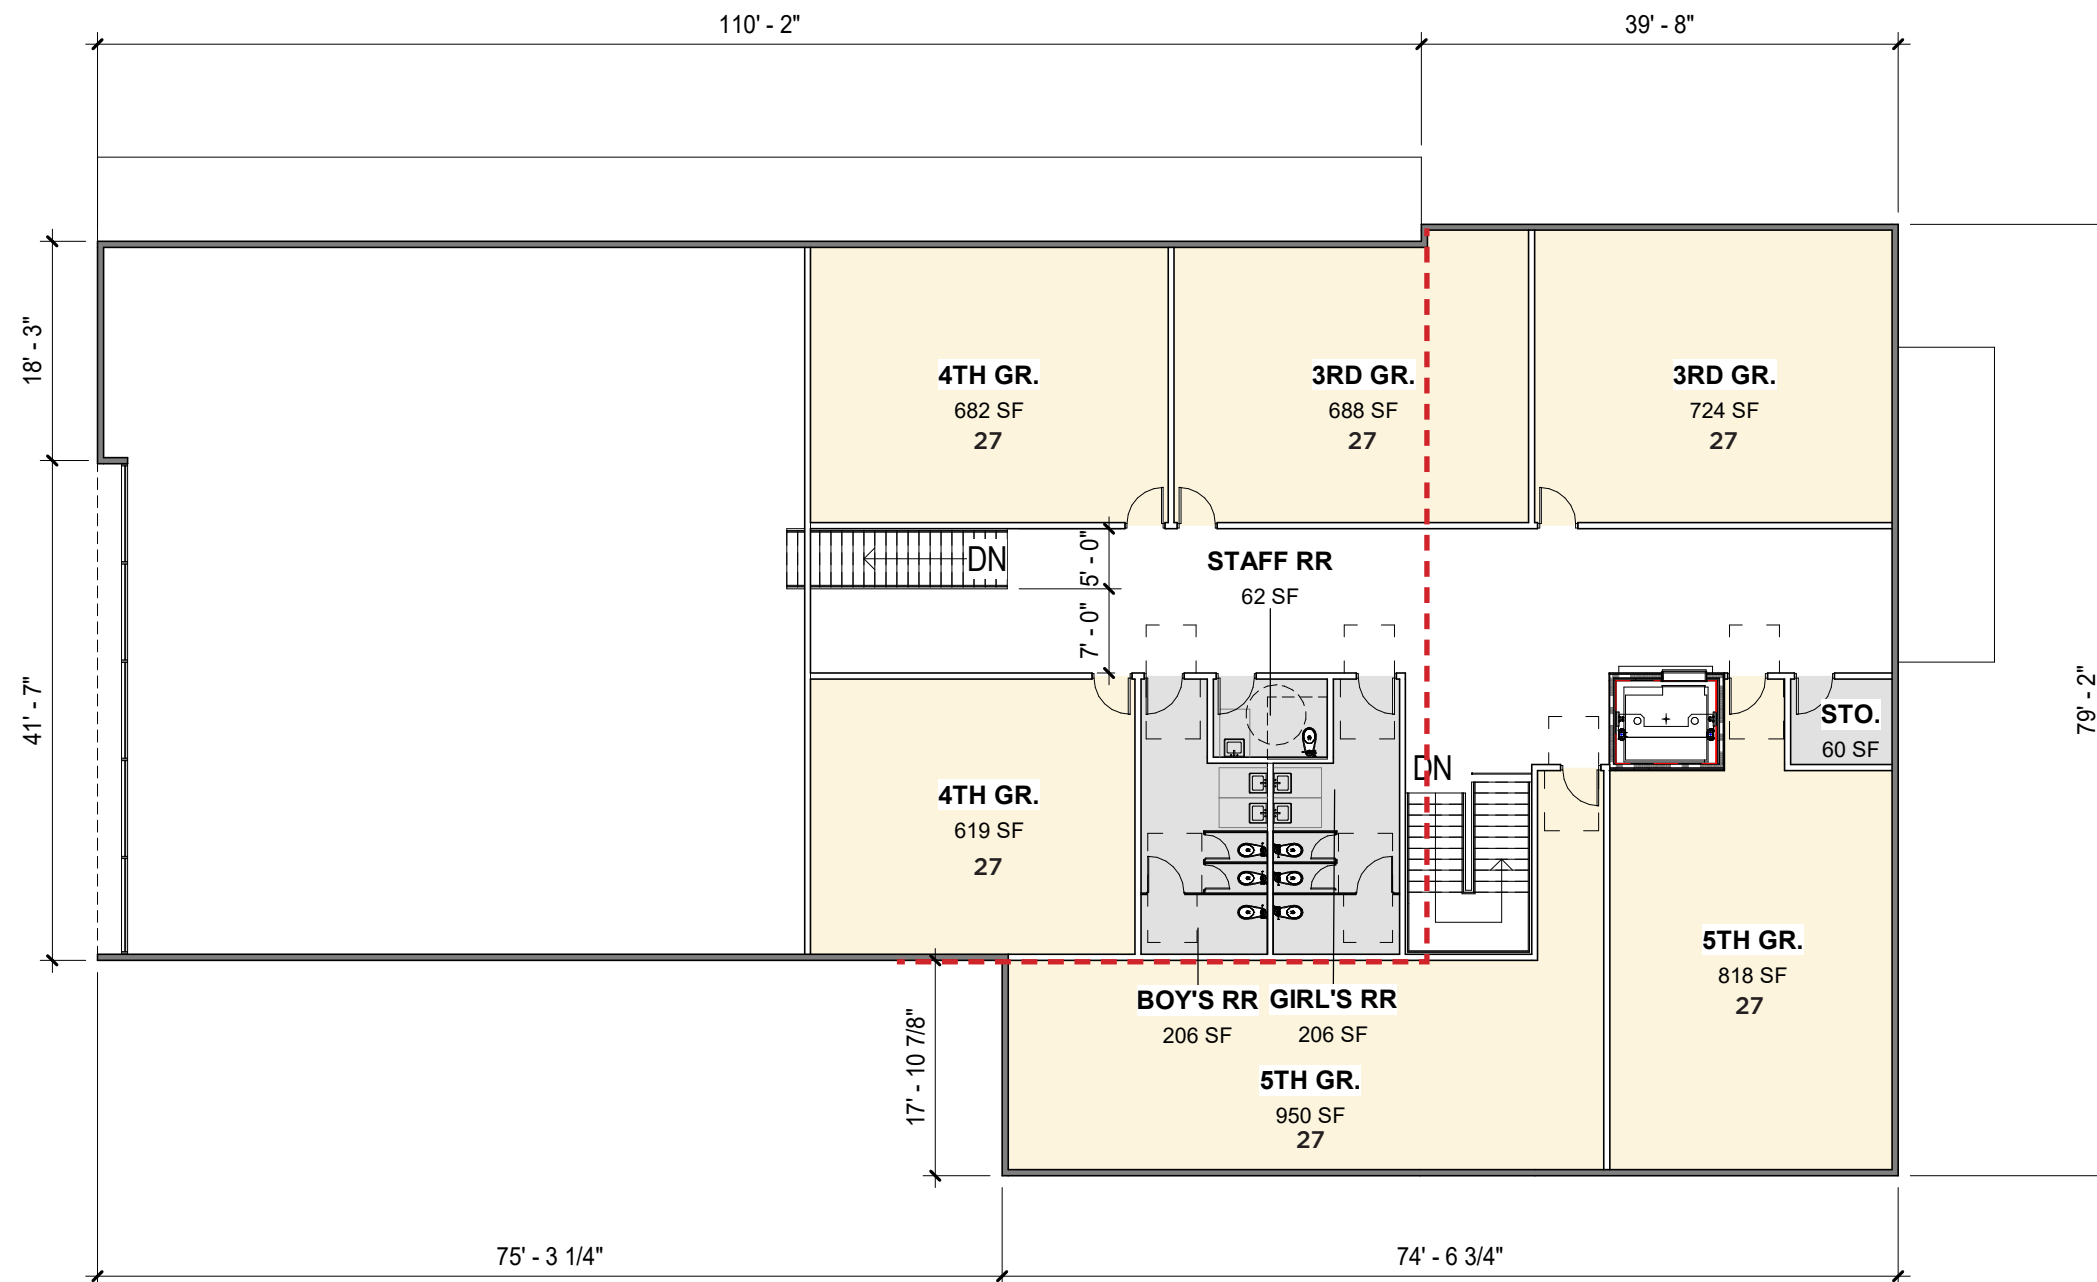 110' - 2"
39' - 8"
18' - 3"
41' - 7"
79' - 2"
4TH GR.
682 SF
27
3RD GR.
688 SF
27
3RD GR.
724 SF
27
DN
5' - 0"
7' - 0"
STAFF RR
62 SF
STO.
60 SF
DN
4TH GR.
619 SF
27
5TH GR.
818 SF
27
BOY'S RR
206 SF
GIRL'S RR
206 SF
17' - 10 7/8"
5TH GR.
950 SF
27
75' - 3 1/4"
74' - 6 3/4"